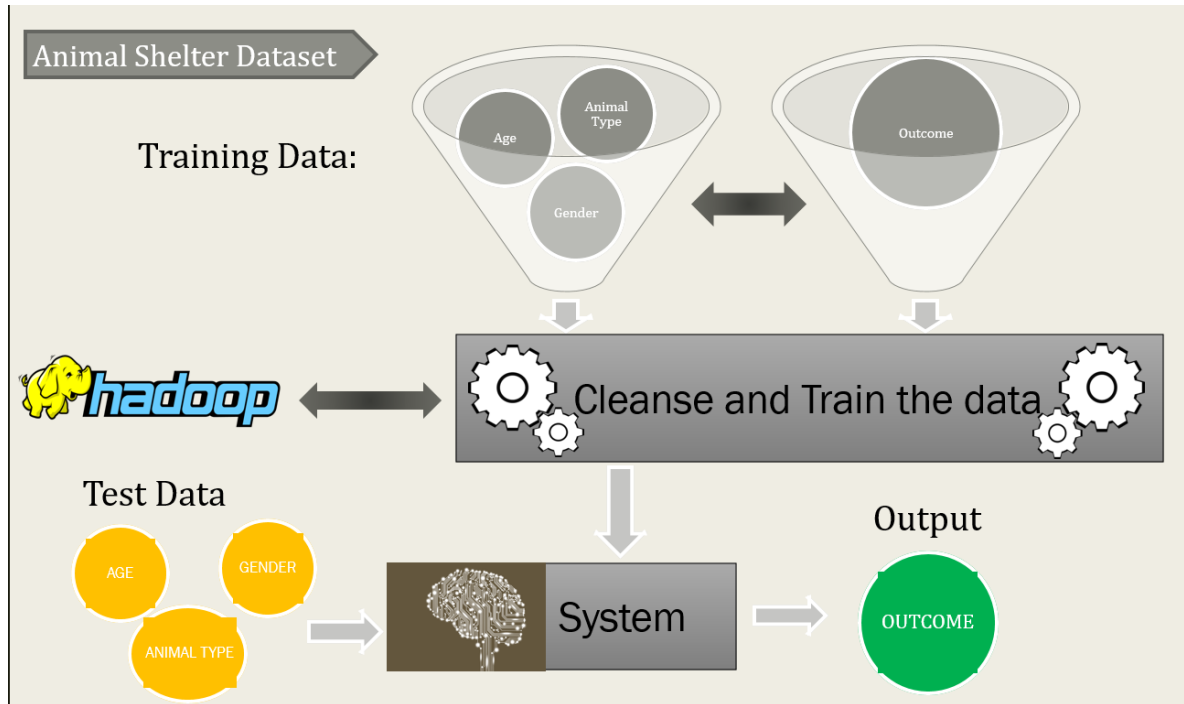 Animal Shelter Dataset
Training Data:
Age
Animal
Type
Gender
Outcome
hadoop
Cleanse and Train the data
Test Data
AGE
GENDER
ANIMAL TYPE
System
Output
OUTCOME